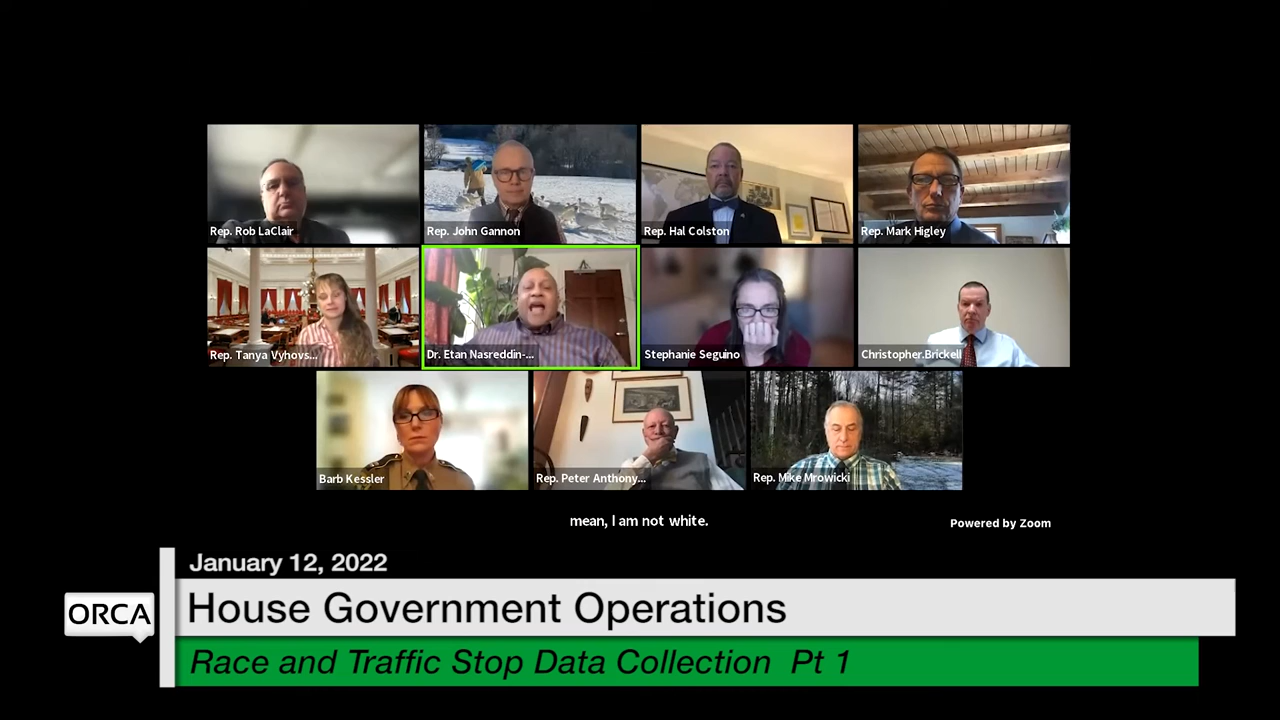 Rep. Rob LaClair
Rep. John Gannon
Rep. Hal Colston
Rep. Mark Higley
Rep. Tanya Vyhovs...
Dr. Etan Nasreddin-...
Stephanie Seguino
Christopher.Brickell
Barb Kessler
Rep. Peter Anthony...
Rep. Mike Mrowicki
mean, I am not white.
Powered by Zoom
January 12, 2022
ORCA
House Government Operations
Race and Traffic Stop Data Collection Pt 1